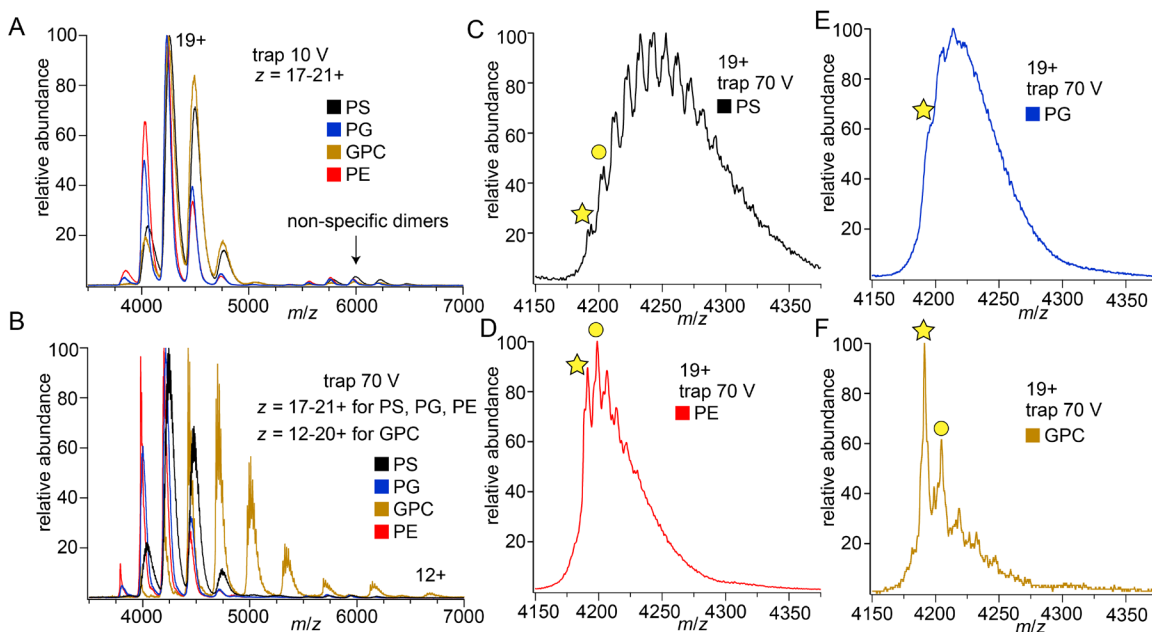 A
100
80
60
40
20
relative abundance
19+
trap 10 V
z = 17-21+
PS
PG
GPC
PE
non-specific dimers
4000
5000
6000
7000
m/z
B
100
80
60
40
20
relative abundance
trap 70 V
z = 17-21+ for PS, PG, PE
z = 12-20+ for GPC
PS
PG
GPC
PE
12+
4000
5000
6000
7000
m/z
C
100
80
60
40
20
relative abundance
19+
trap 70 V
PS
4150
4200
4250
4300
4350
m/z
D
100
80
60
40
20
relative abundance
19+
trap 70 V
PE
4150
4200
4250
4300
4350
m/z
E
100
80
60
40
20
relative abundance
19+
trap 70 V
PG
4150
4200
4250
4300
4350
m/z
F
100
80
60
40
20
relative abundance
19+
trap 70 V
GPC
4150
4200
4250
4300
4350
m/z